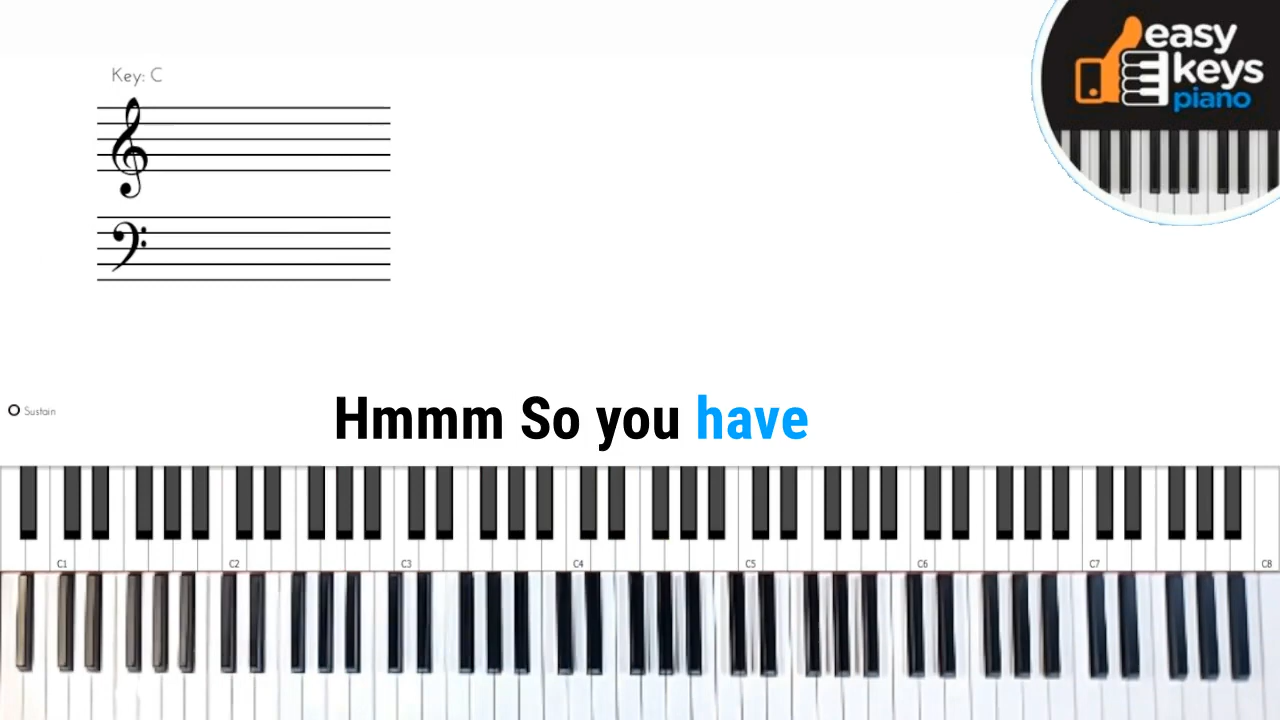 easy
keys
piano
Key: C
Sustain
Hmmm So you have
C1 C2 C3 C4 C5 C6 C7 C8